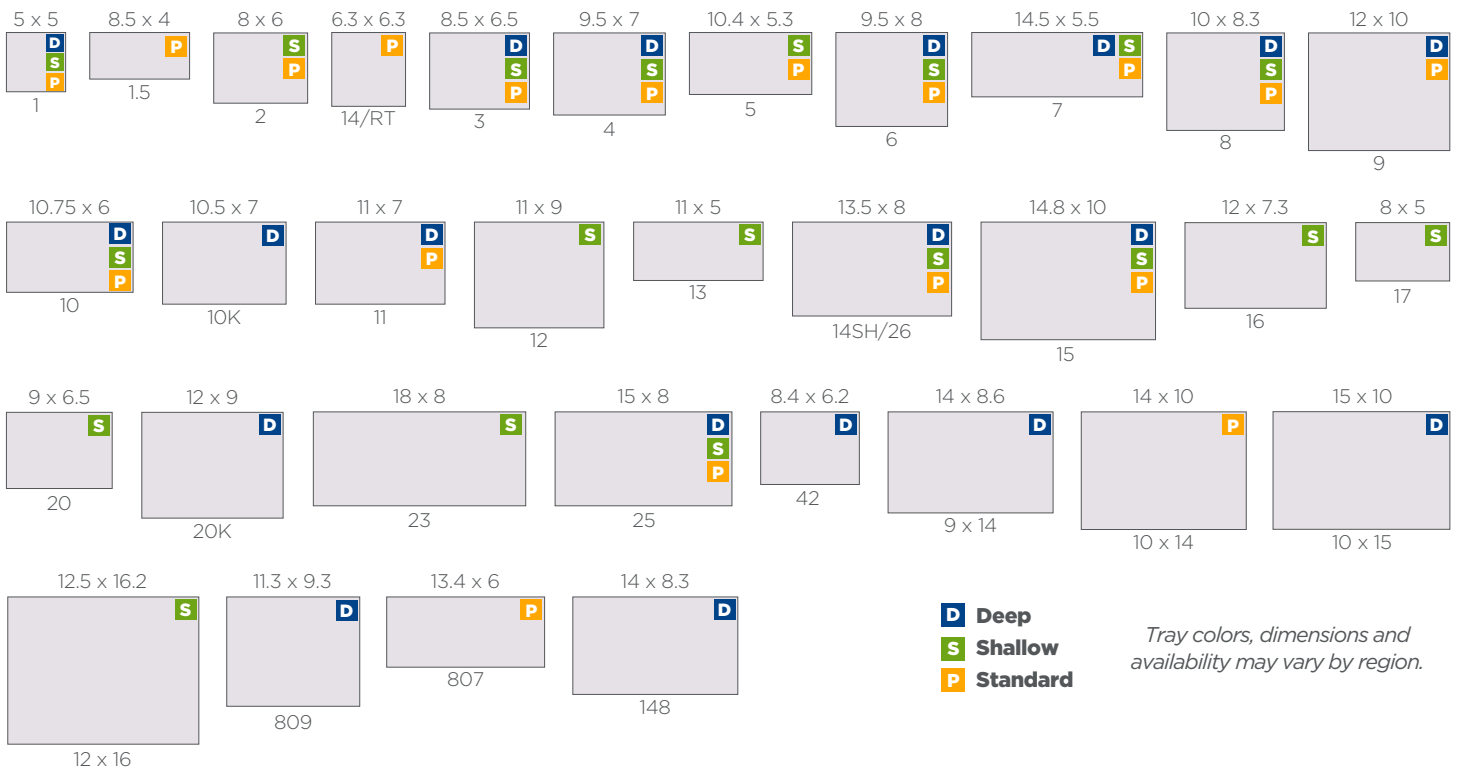 5 x 5
D
S
P
1
8.5 x 4
P
1.5
8 x 6
S
P
2
6.3 x 6.3
P
14/RT
8.5 x 6.5
D
S
P
3
9.5 x 7
D
S
P
4
10.4 x 5.3
S
P
5
9.5 x 8
D
S
P
6
14.5 x 5.5
D S
P
7
10 x 8.3
D
S
P
8
12 x 10
D
P
9
10.75 x 6
D
S
P
10
10.5 x 7
D
10K
11 x 7
D
P
11
11 x 9
S
12
11 x 5
S
13
13.5 x 8
D
S
P
14SH/26
14.8 x 10
D
S
P
15
12 x 7.3
S
16
8 x 5
S
17
9 x 6.5
S
20
12 x 9
D
20K
18 x 8
S
23
15 x 8
D
S
P
25
8.4 x 6.2
D
42
14 x 8.6
D
9 x 14
14 x 10
P
10 x 14
15 x 10
D
10 x 15
12.5 x 16.2
S
12 x 16
11.3 x 9.3
D
809
13.4 x 6
P
807
14 x 8.3
D
148
D Deep
S Shallow
P Standard
Tray colors, dimensions and
availability may vary by region.